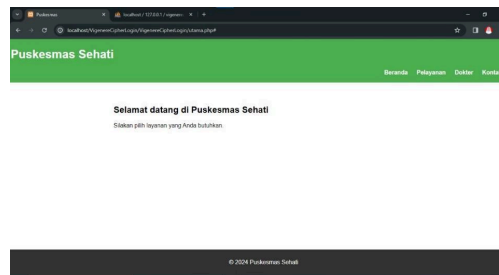 Puskesmas
localhost / 127.0.0.1 / vigenere
localhost/VigenereCipherLogin/VigenereCipherLogin/utama.php#
Puskesmas Sehati
Beranda Pelayanan Dokter Konta
Selamat datang di Puskesmas Sehati
Silakan pilih layanan yang Anda butuhkan.
© 2024 Puskesmas Sehati